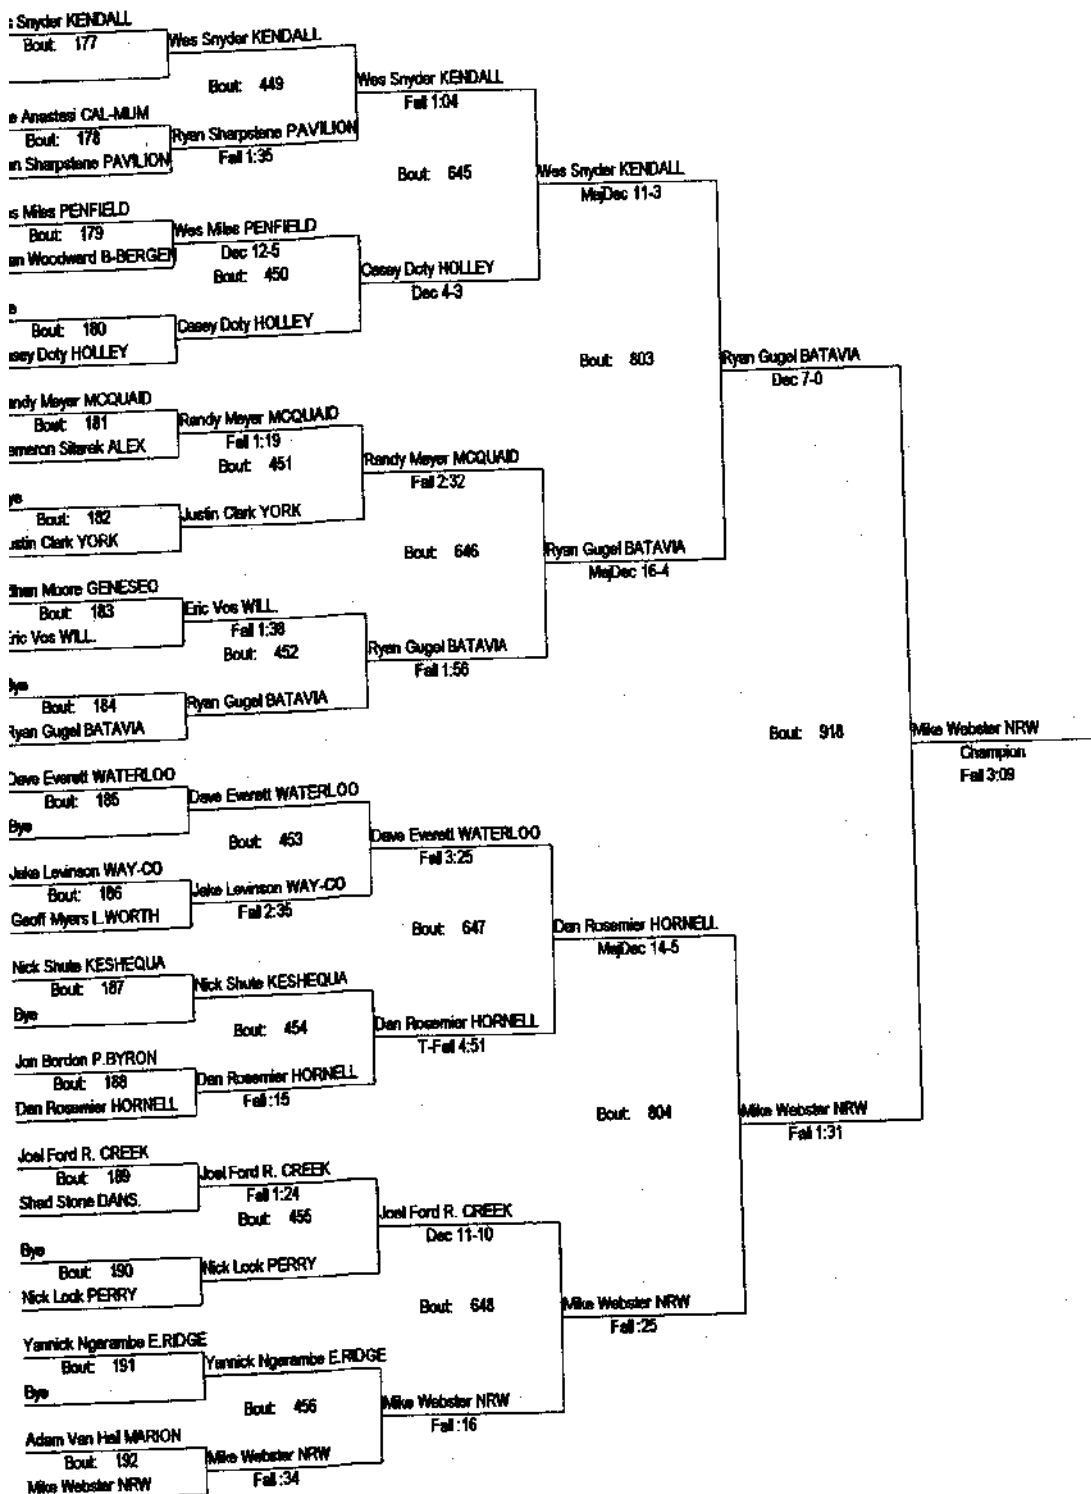 s Snyder KENDALL
Bout: 177
Wes Snyder KENDALL
Bout: 449
Wes Snyder KENDALL
Fall 1:04
e Anastasi CAL-MUM
Bout: 178
an Sharpstene PAVILION
Ryan Sharpstene PAVILION
Fall 1:35
Bout: 645
Wes Snyder KENDALL
MajDec 11-3
s Miles PENFIELD
Bout: 179
an Woodward B-BERGEN
Wes Miles PENFIELD
Dec 12-5
Bout: 450
Casey Doty HOLLEY
Dec 4-3
e
Bout: 180
asey Doty HOLLEY
Casey Doty HOLLEY
Bout: 803
Ryan Gugel BATAVIA
Dec 7-0
andy Meyer MCQUAID
Bout: 181
ameron Sitarek ALEX
Randy Meyer MCQUAID
Fall 1:19
Bout: 451
Randy Meyer MCQUAID
Fall 2:32
ye
Bout: 182
ustin Clark YORK
Justin Clark YORK
Bout: 646
Ryan Gugel BATAVIA
MajDec 16-4
than Moore GENESEO
Bout: 183
Eric Vos WILL.
Eric Vos WILL.
Fall 1:38
Bout: 452
Ryan Gugel BATAVIA
Fall 1:56
Bye
Bout: 184
Ryan Gugel BATAVIA
Ryan Gugel BATAVIA
Bout: 918
Mike Webster NRW
Champion
Fall 3:09
Dave Everett WATERLOO
Bout: 185
Bye
Dave Everett WATERLOO
Bout: 453
Dave Everett WATERLOO
Fall 3:25
Jake Levinson WAY-CO
Bout: 186
Geoff Myers L.WORTH
Jake Levinson WAY-CO
Fall 2:35
Bout: 647
Dan Rosemier HORNELL
MajDec 14-5
Nick Shute KESHEQUA
Bout: 187
Bye
Nick Shute KESHEQUA
Bout: 454
Dan Rosemier HORNELL
T-Fall 4:51
Jon Bordon P.BYRON
Bout: 188
Dan Rosemier HORNELL
Dan Rosemier HORNELL
Fall :15
Bout: 804
Mike Webster NRW
Fall 1:31
Joel Ford R. CREEK
Bout: 189
Shad Stone DANS.
Joel Ford R. CREEK
Fall 1:24
Bout: 455
Joel Ford R. CREEK
Dec 11-10
Bye
Bout: 190
Nick Look PERRY
Nick Look PERRY
Bout: 648
Mike Webster NRW
Fall :25
Yannick Ngarambe E.RIDGE
Bout: 191
Bye
Yannick Ngarambe E.RIDGE
Bout: 456
Mike Webster NRW
Fall :16
Adam Van Hall MARION
Bout: 192
Mike Webster NRW
Mike Webster NRW
Fall :34